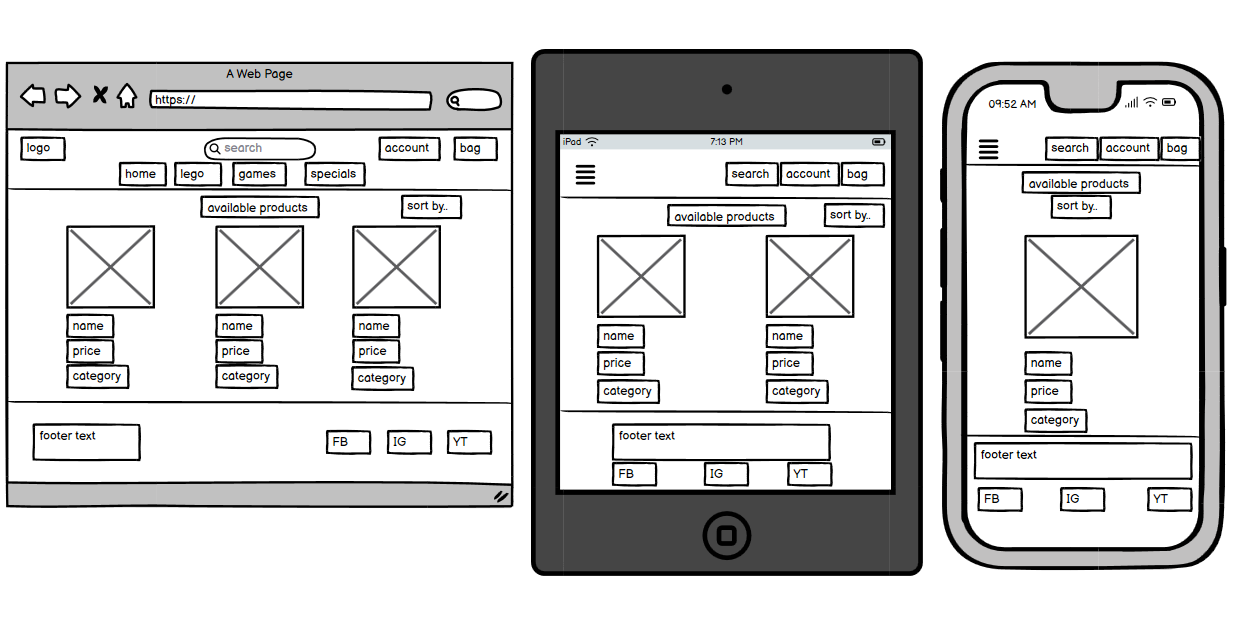 A Web Page
https://
logo
search
account
bag
home
lego
games
specials
available products
sort by..
name
name
name
price
price
price
category
category
category
footer text
FB
IG
YT
iPad
7:13 PM
search
account
bag
available products
sort by..
name
name
price
price
category
category
footer text
FB
IG
YT
09:52 AM
search
account
bag
available products
sort by..
name
price
category
footer text
FB
IG
YT